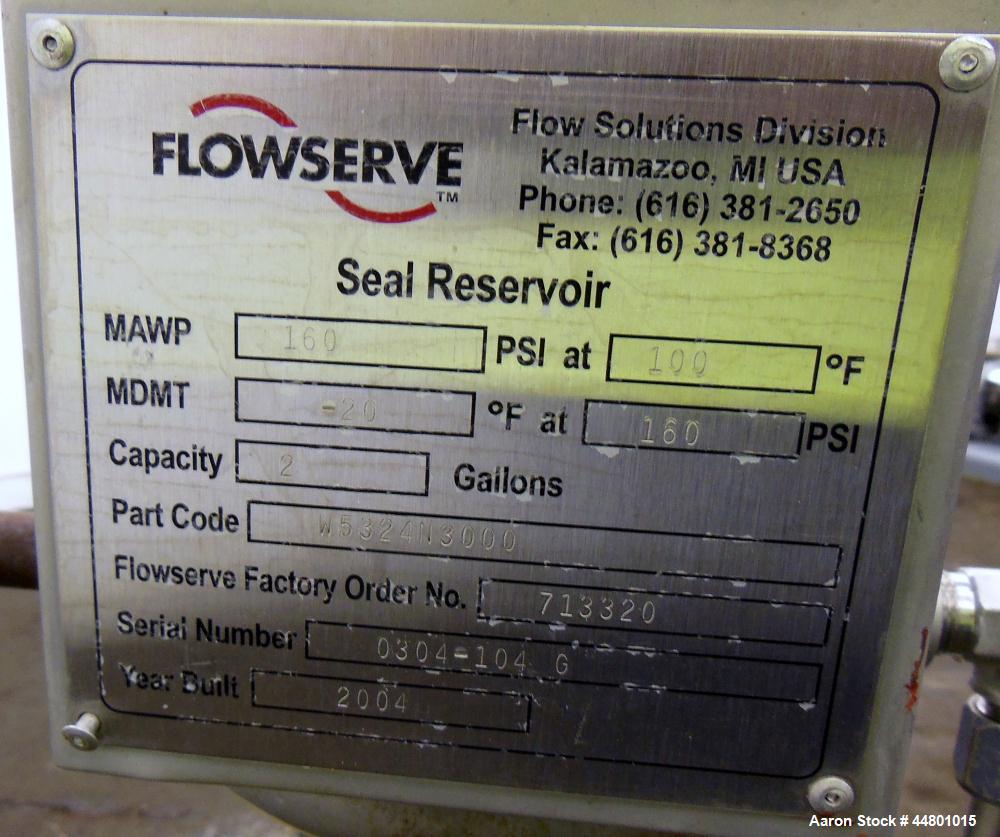 FLOWSERVE™
Flow Solutions Division
Kalamazoo, MI USA
Phone: (616) 381-2650
Fax: (616) 381-8368
Seal Reservoir
MAWP 160 PSI at 100 °F
MDMT -20 °F at 160 PSI
Capacity 2 Gallons
Part Code W5324N3000
Flowserve Factory Order No. 713320
Serial Number 0304-104 G
Year Built 2004
Aaron Stock # 44801015